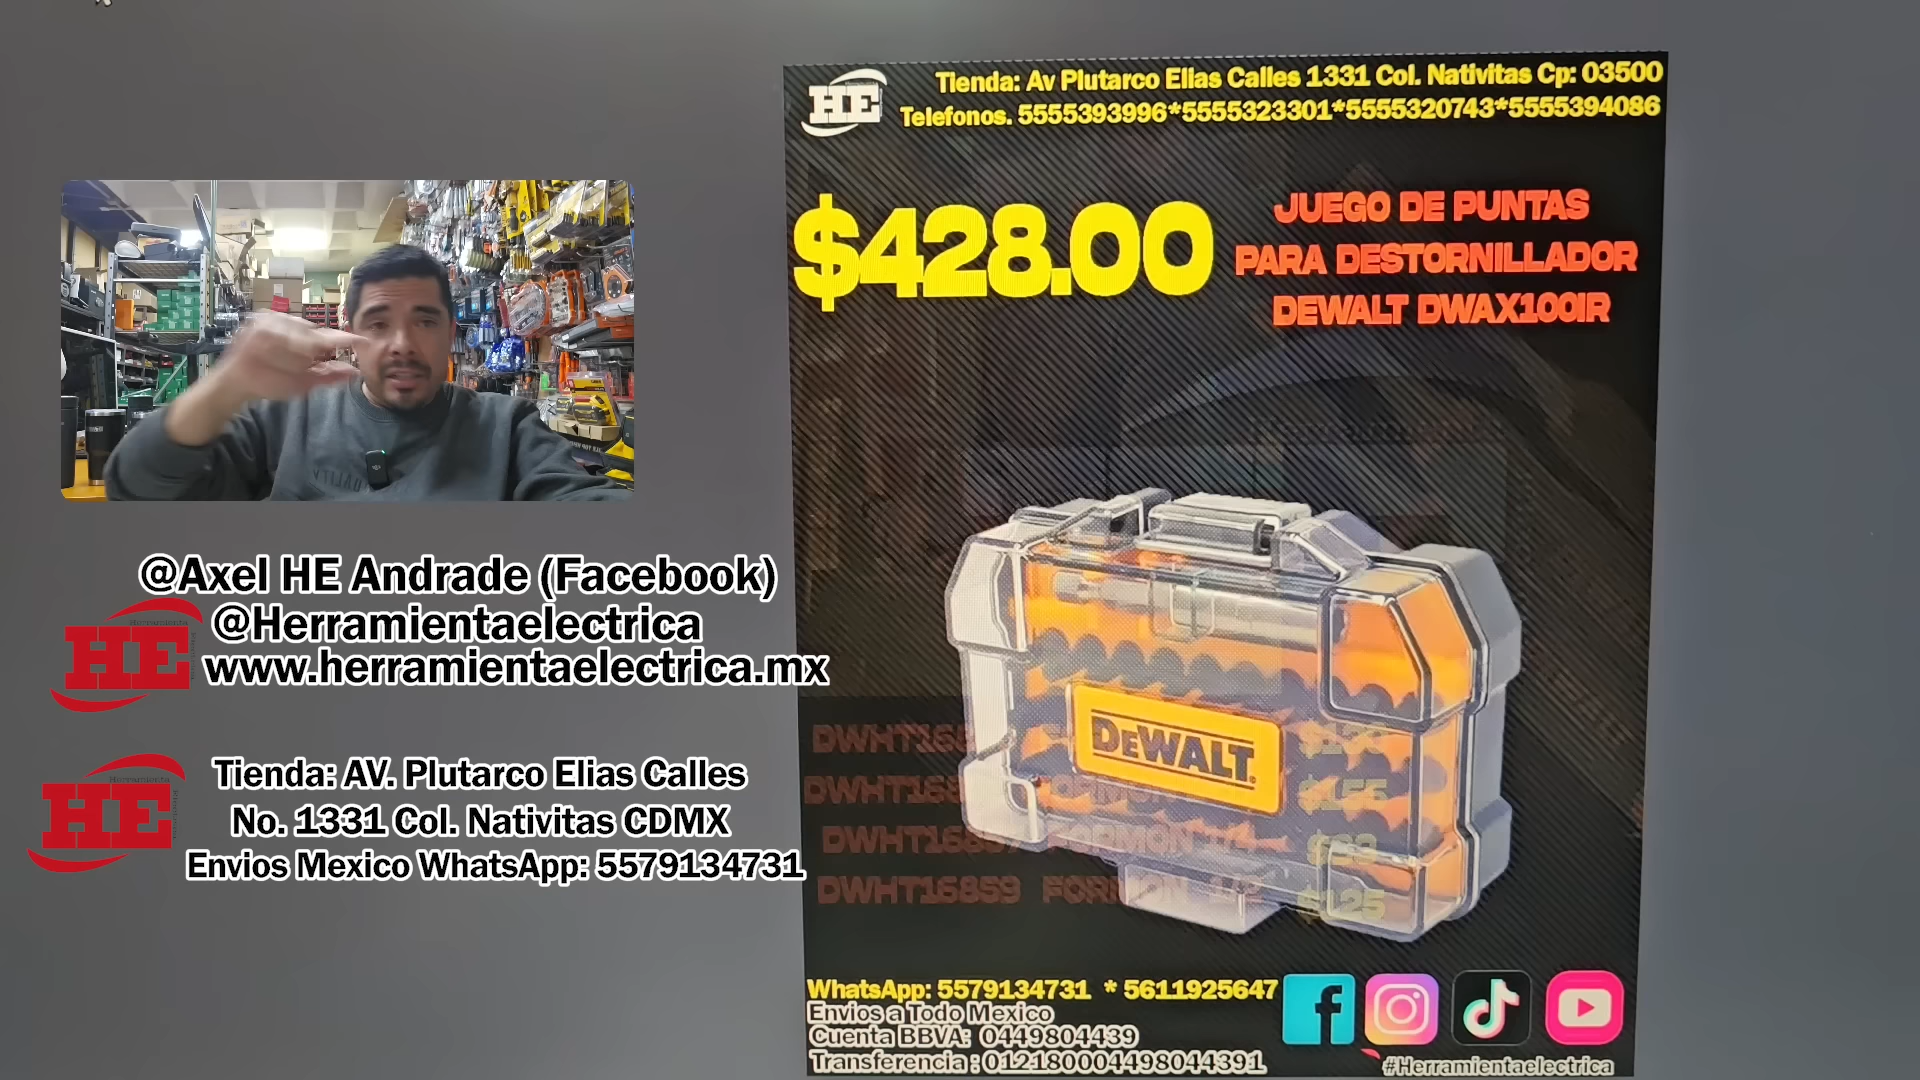 HE
Tienda: Av Plutarco Elias Calles 1331 Col. Nativitas Cp: 03500
Telefonos. 5555393996*5555323301*5555320743*5555394086
$428.00
JUEGO DE PUNTAS
PARA DESTORNILLADOR
DEWALT DWAX100IR
@Axel HE Andrade (Facebook)
@Herramientaelectrica
HE
www.herramientaelectrica.mx
HE
Tienda: AV. Plutarco Elias Calles
No. 1331 Col. Nativitas CDMX
Envios Mexico WhatsApp: 5579134731
DEWALT
$155
$125
DWHT16859
WhatsApp: 5579134731 * 5611925647
Envios a Todo Mexico
Cuenta BBVA: 0449804439
Transferencia : 012180004498044391
#Herramientaelectrica